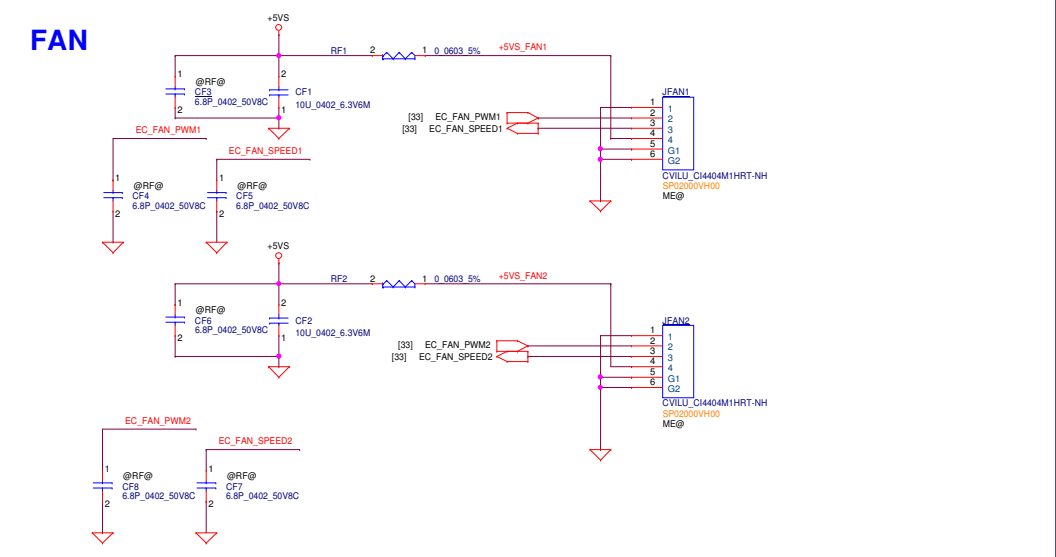 FAN
+5VS
RF1 2 1 0_0603_5% +5VS_FAN1
1
@RF@
CF3
6.8P_0402_50V8C
2
2
CF1
10U_0402_6.3V6M
1
EC_FAN_PWM1
EC_FAN_SPEED1
1
@RF@
CF4
6.8P_0402_50V8C
2
1
@RF@
CF5
6.8P_0402_50V8C
2
[33] EC_FAN_PWM1
[33] EC_FAN_SPEED1
JFAN1
1 1
2 2
3 3
4 4
5 G1
6 G2
CVILU_CI4404M1HRT-NH
SP02000VH00
ME@
+5VS
RF2 2 1 0_0603_5% +5VS_FAN2
1
@RF@
CF6
6.8P_0402_50V8C
2
2
CF2
10U_0402_6.3V6M
1
[33] EC_FAN_PWM2
[33] EC_FAN_SPEED2
JFAN2
1 1
2 2
3 3
4 4
5 G1
6 G2
CVILU_CI4404M1HRT-NH
SP02000VH00
ME@
EC_FAN_PWM2
EC_FAN_SPEED2
1
@RF@
CF8
6.8P_0402_50V8C
2
1
@RF@
CF7
6.8P_0402_50V8C
2